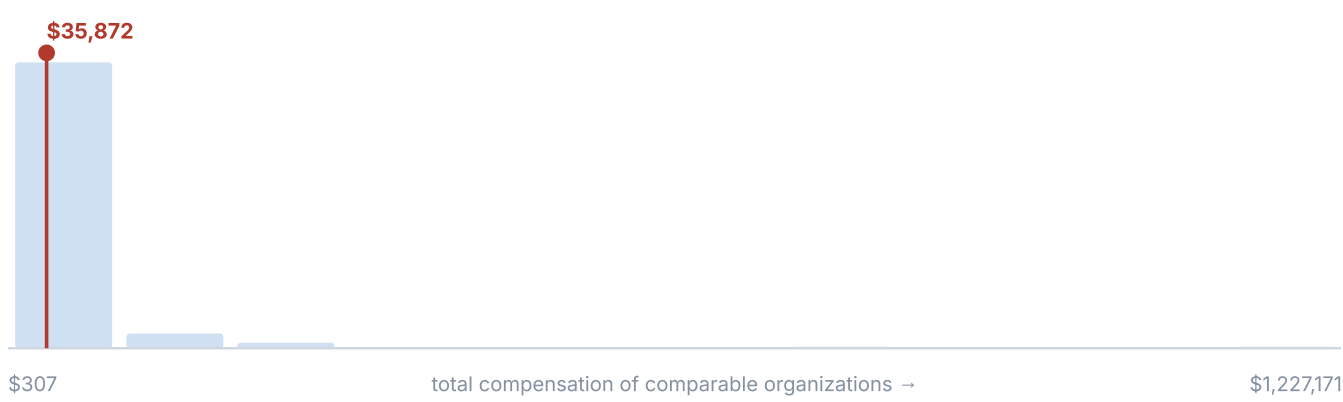 $35,872
$307
total compensation of comparable organizations →
$1,227,171